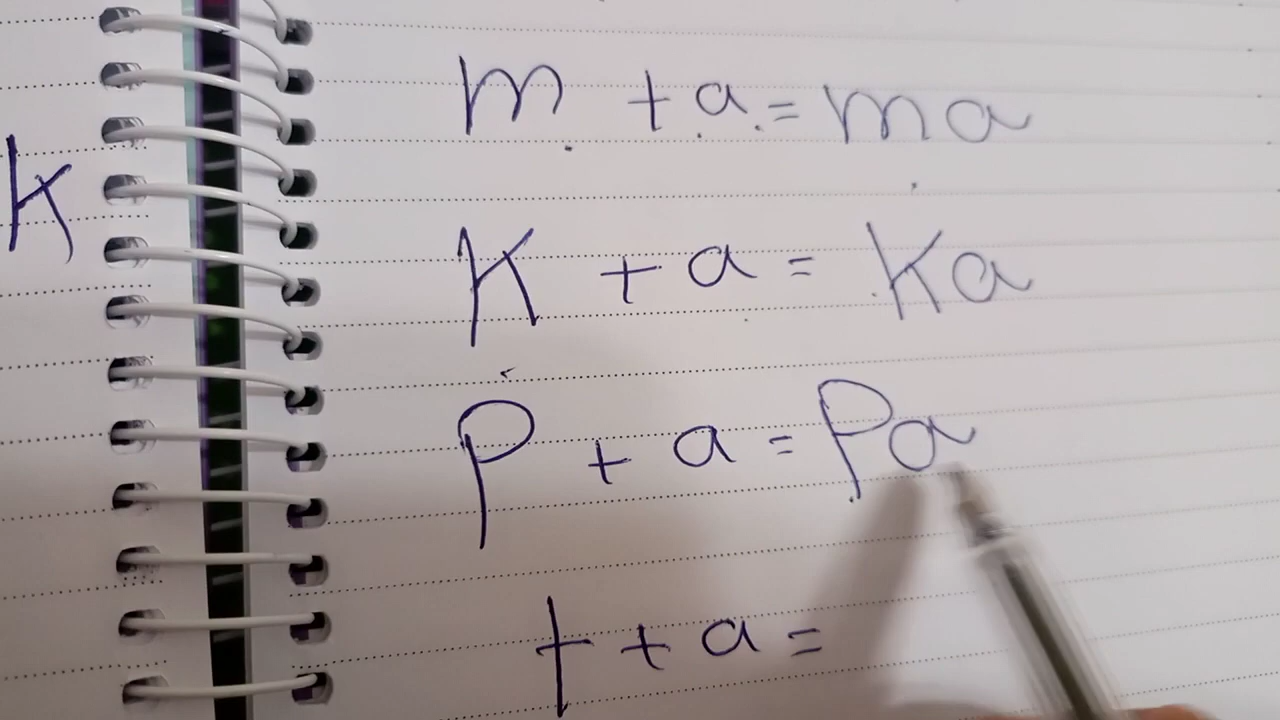 m + a = ma
k
K + a = Ka
P + a = Pa
t + a =